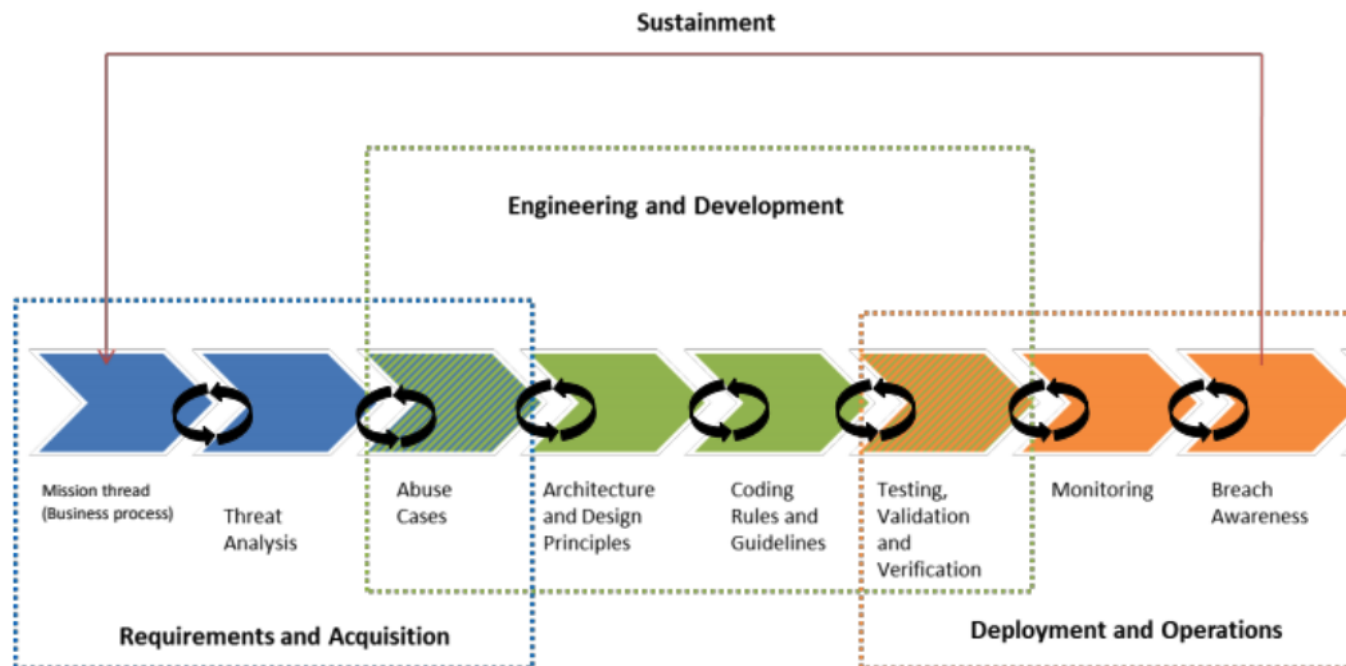 Sustainment
Engineering and Development
Mission thread
(Business process)
Threat
Analysis
Abuse
Cases
Architecture
and Design
Principles
Coding
Rules and
Guidelines
Testing,
Validation
and
Verification
Monitoring
Breach
Awareness
Requirements and Acquisition
Deployment and Operations